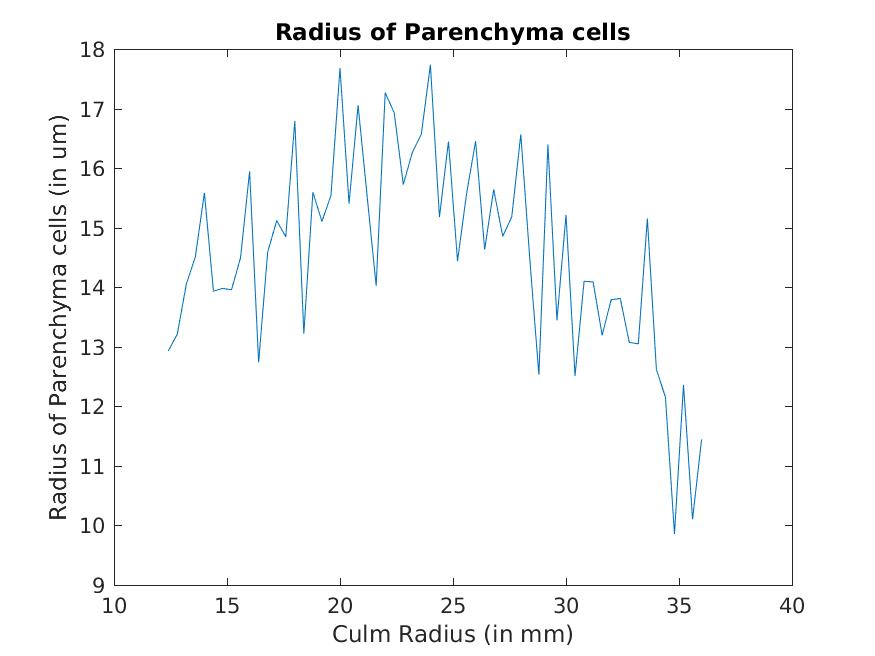 Radius of Parenchyma cells
18
17
16
15
14
13
12
11
10
9
Radius of Parenchyma cells (in um)
10 15 20 25 30 35 40
Culm Radius (in mm)